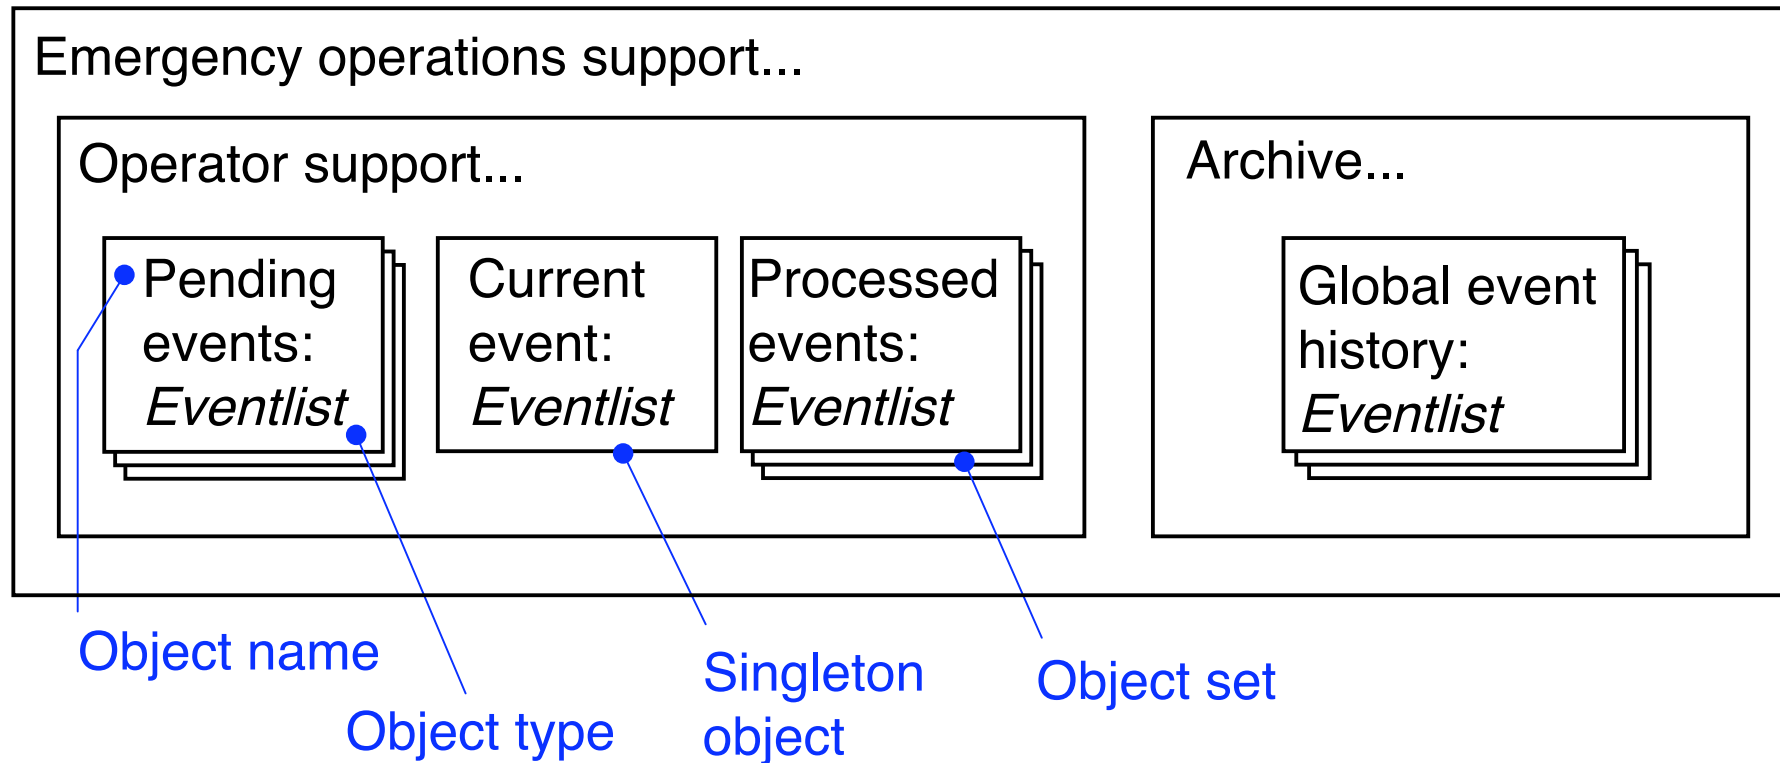 Emergency operations support...
Operator support...
Archive...
Pending
events:
Eventlist
Current
event:
Eventlist
Processed
events:
Eventlist
Global event
history:
Eventlist
Object name
Object type
Singleton
object
Object set